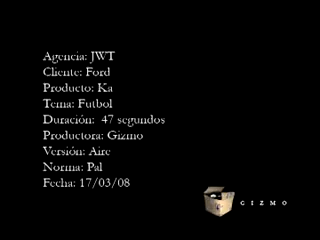 Agencia: JWT
Cliente: Ford
Producto: Ka
Tema: Futbol
Duración: 47 segundos
Productora: Gizmo
Versión: Aire
Norma: Pal
Fecha: 17/03/08
GIZMO